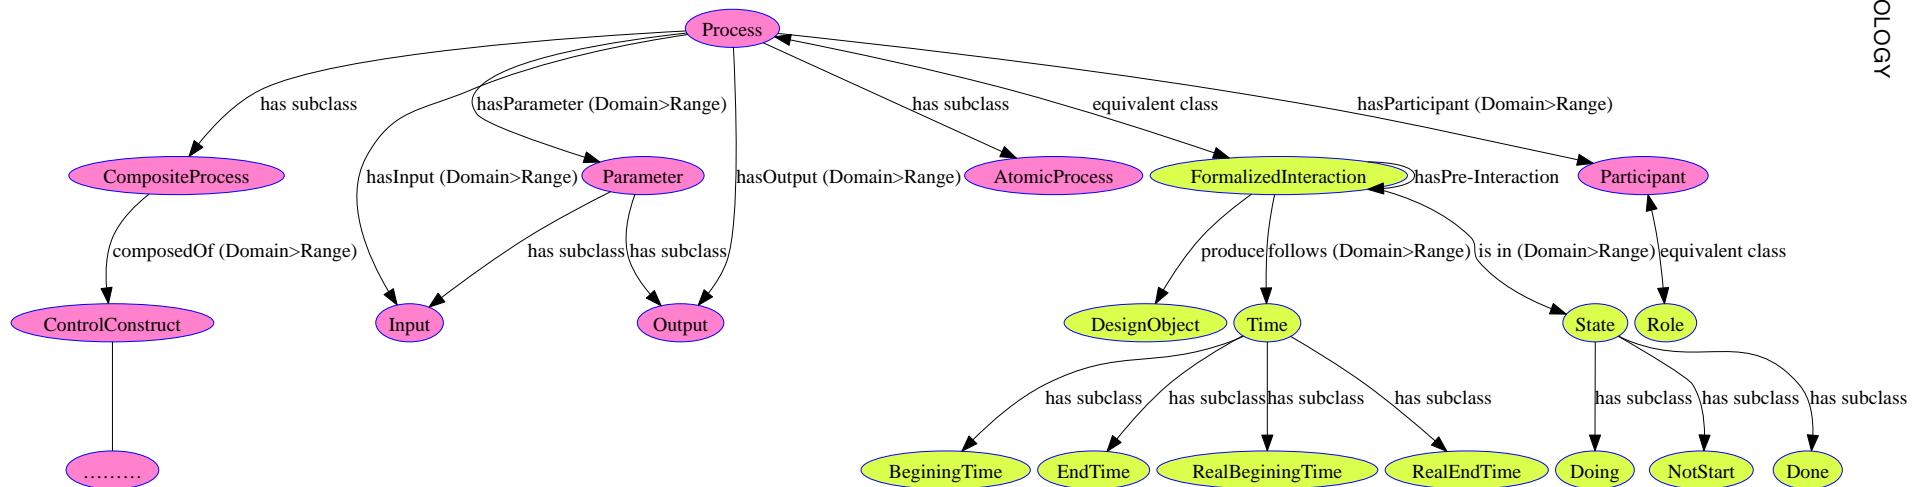 OLOGY
Process
has subclass
hasParameter (Domain>Range)
has subclass
equivalent class
hasParticipant (Domain>Range)
CompositeProcess
hasInput (Domain>Range)
Parameter
hasOutput (Domain>Range)
AtomicProcess
FormalizedInteraction
hasPre-Interaction
Participant
composedOf (Domain>Range)
has subclass
has subclass
produce
follows (Domain>Range)
is in (Domain>Range)
equivalent class
ControlConstruct
Input
Output
DesignObject
Time
State
Role
has subclass
has subclass
has subclass
has subclass
has subclass
has subclass
has subclass
.........
BeginingTime
EndTime
RealBeginingTime
RealEndTime
Doing
NotStart
Done